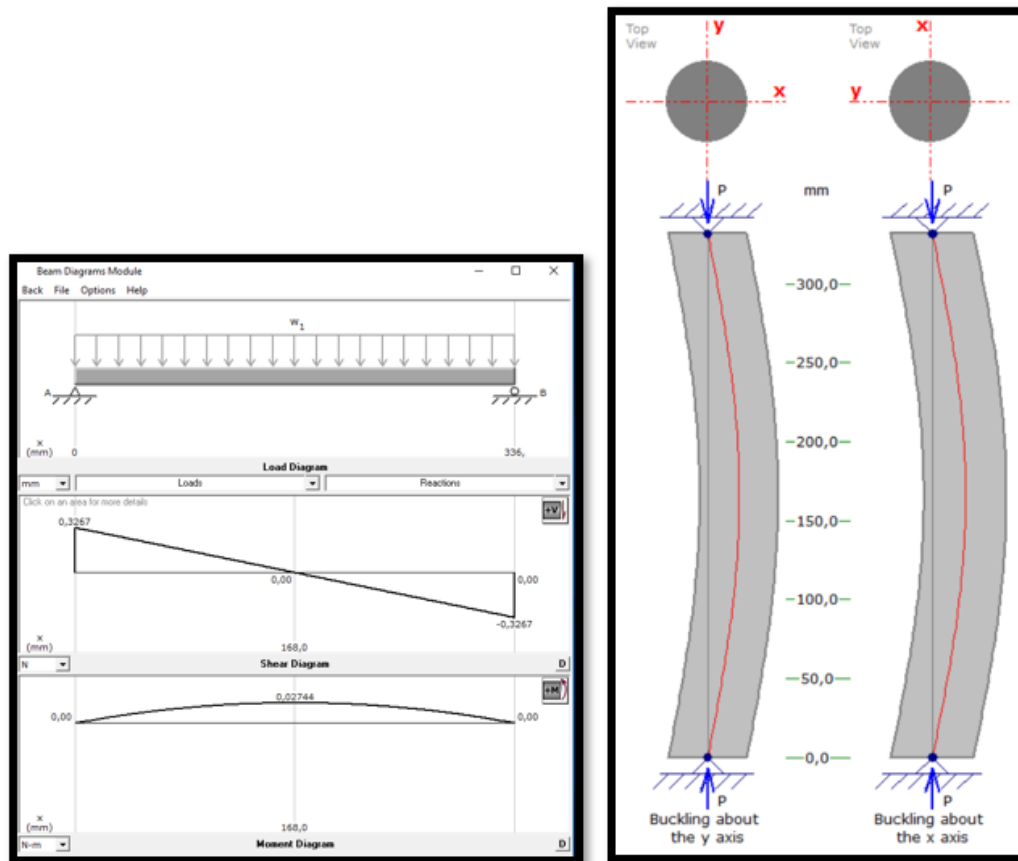 Beam Diagrams Module
Back File Options Help
w1
A
B
x
(mm)
0
336,
Load Diagram
mm
Loads
Reactions
Click on an area for more details
+V
0,3267
0,00
0,00
-0,3267
x
(mm)
168,0
N
Shear Diagram
D
+M
0,00
0,02744
0,00
x
(mm)
168,0
N-m
Moment Diagram
D
Top
View
y
x
Top
View
x
y
P
mm
P
300,0
250,0
200,0
150,0
100,0
50,0
0,0
P
P
Buckling about
the y axis
Buckling about
the x axis